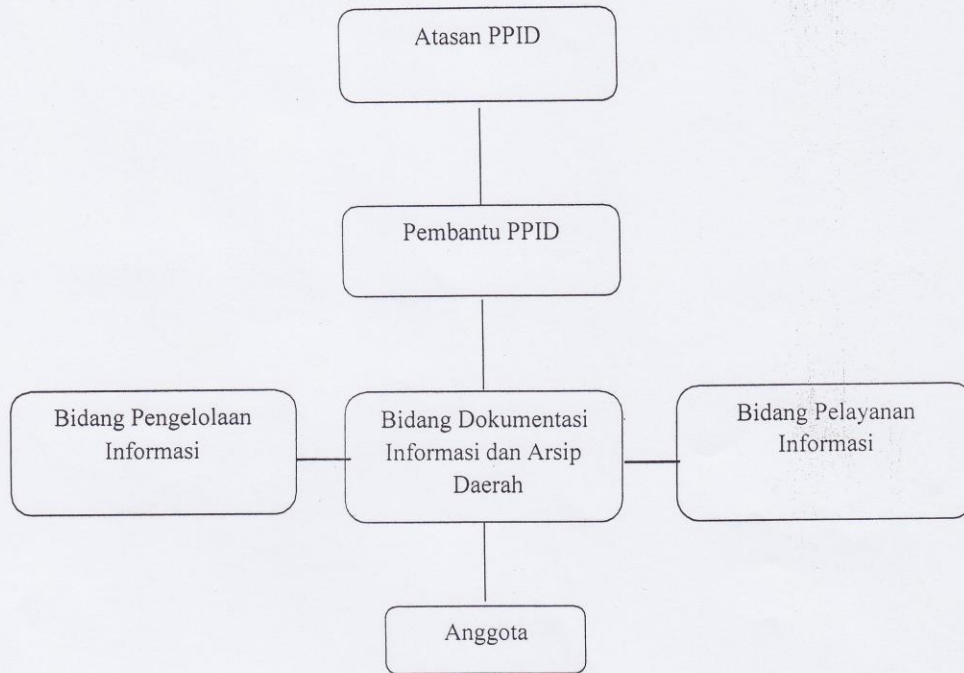 Atasan PPID
Pembantu PPID
Bidang Pengelolaan
Informasi
Bidang Dokumentasi
Informasi dan Arsip
Daerah
Bidang Pelayanan
Informasi
Anggota